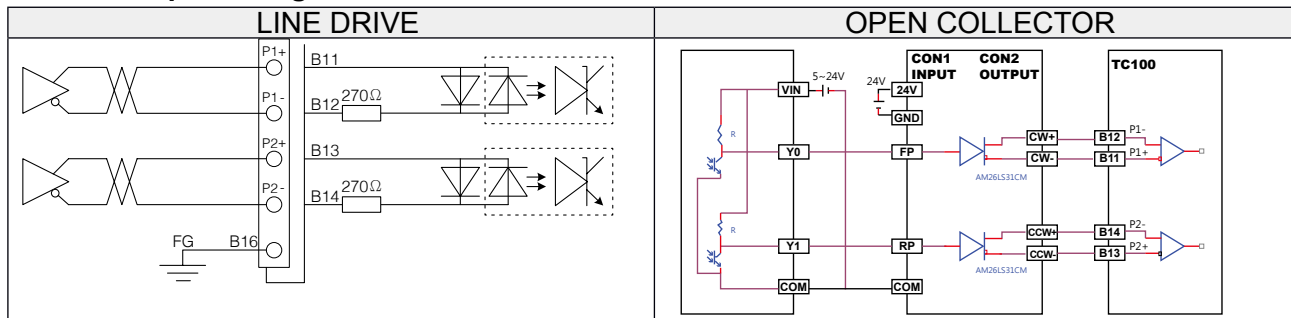 LINE DRIVE
P1+
B11
P1-
B12
270Ω
P2+
B13
P2-
B14
270Ω
FG
B16
OPEN COLLECTOR
CON1 CON2
INPUT OUTPUT
TC100
VIN
5~24V
24V
24V
GND
R
Y0
FP
CW+
B12
P1-
CW-
B11
P1+
AM26LS31CM
R
Y1
RP
CCW+
B14
P2-
CCW-
B13
P2+
AM26LS31CM
COM
COM